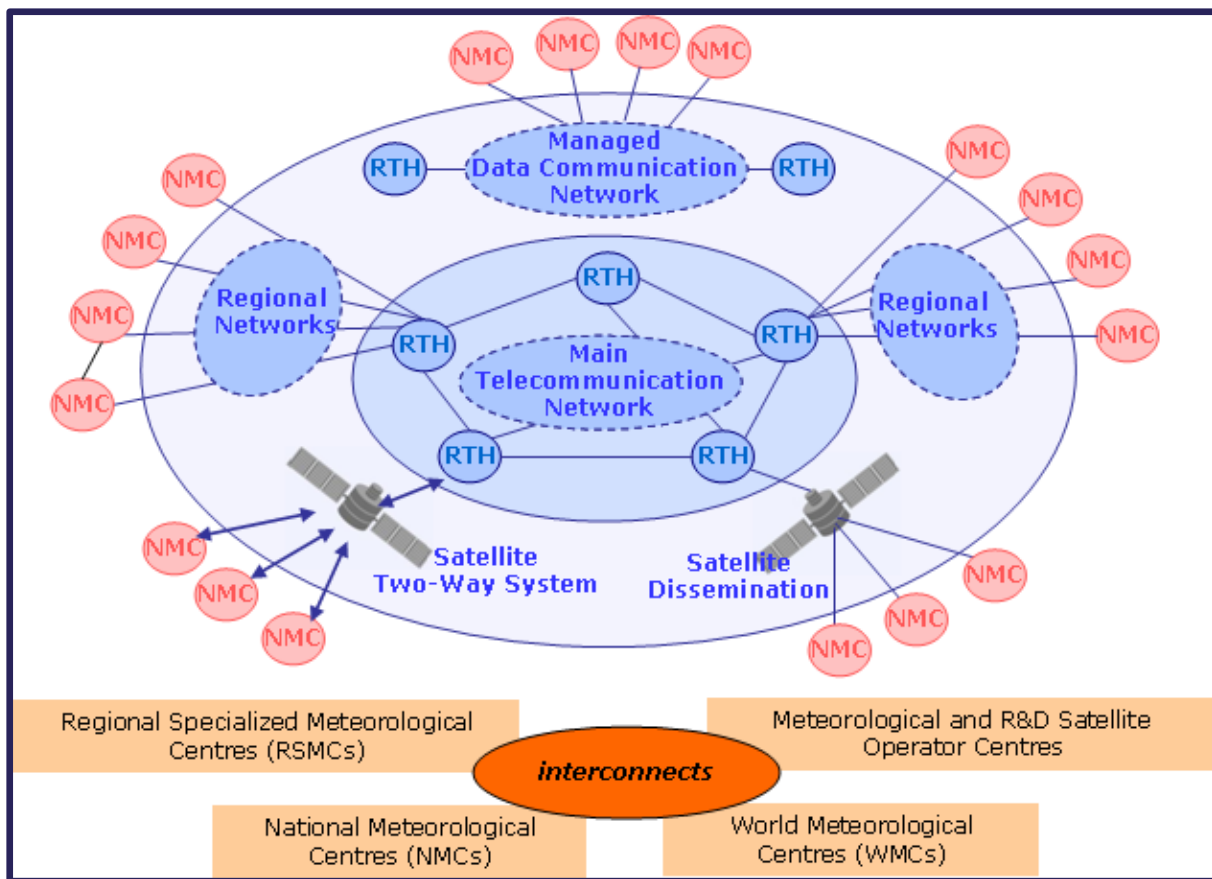 NMC
NMC
NMC
NMC
NMC
NMC
Managed
Data Communication
Network
RTH
RTH
NMC
NMC
NMC
NMC
NMC
NMC
NMC
Regional
Networks
RTH
RTH
RTH
Regional
Networks
Main
Telecommunication
Network
RTH
RTH
NMC
NMC
NMC
Satellite
Two-Way System
Satellite
Dissemination
NMC
NMC
NMC
Regional Specialized Meteorological
Centres (RSMCs)
Meteorological and R&D Satellite
Operator Centres
interconnects
National Meteorological
Centres (NMCs)
World Meteorological
Centres (WMCs)